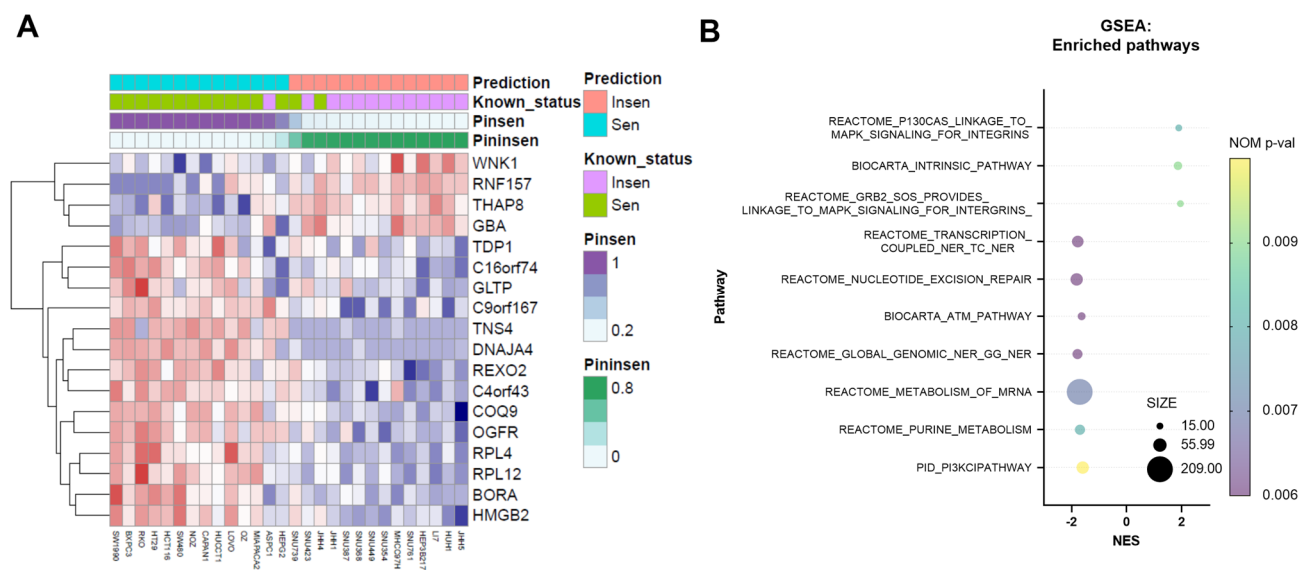 A
Prediction
Known_status
Pinsen
Pininsen
WNK1
RNF157
THAP8
GBA
TDP1
C16orf74
GLTP
C9orf167
TNS4
DNAJA4
REXO2
C4orf43
COQ9
OGFR
RPL4
RPL12
BORA
HMGB2
SW1990
BXPC3
RKO
HT29
HCT116
SW480
NOZ
CAPAN1
HUCCT1
LOVO
OZ
MIAPACA2
ASPC1
HEPG2
SNU739
SNU423
JHH4
JHH1
SNU387
SNU368
SNU449
SNU354
MHCC97H
SNU761
HEP3B217
LI7
HUH1
JHH5
Prediction
Insen
Sen
Known_status
Insen
Sen
Pinsen
1
0.2
Pininsen
0.8
0
B
GSEA:
Enriched pathways
Pathway
REACTOME_P130CAS_LINKAGE_TO_
MAPK_SIGNALING_FOR_INTEGRINS
BIOCARTA_INTRINSIC_PATHWAY
REACTOME_GRB2_SOS_PROVIDES_
LINKAGE_TO_MAPK_SIGNALING_FOR_INTERGRINS_
REACTOME_TRANSCRIPTION_
COUPLED_NER_TC_NER
REACTOME_NUCLEOTIDE_EXCISION_REPAIR
BIOCARTA_ATM_PATHWAY
REACTOME_GLOBAL_GENOMIC_NER_GG_NER
REACTOME_METABOLISM_OF_MRNA
REACTOME_PURINE_METABOLISM
PID_PI3KCIPATHWAY
-2 0 2
NES
SIZE
15.00
55.99
209.00
NOM p-val
0.009
0.008
0.007
0.006